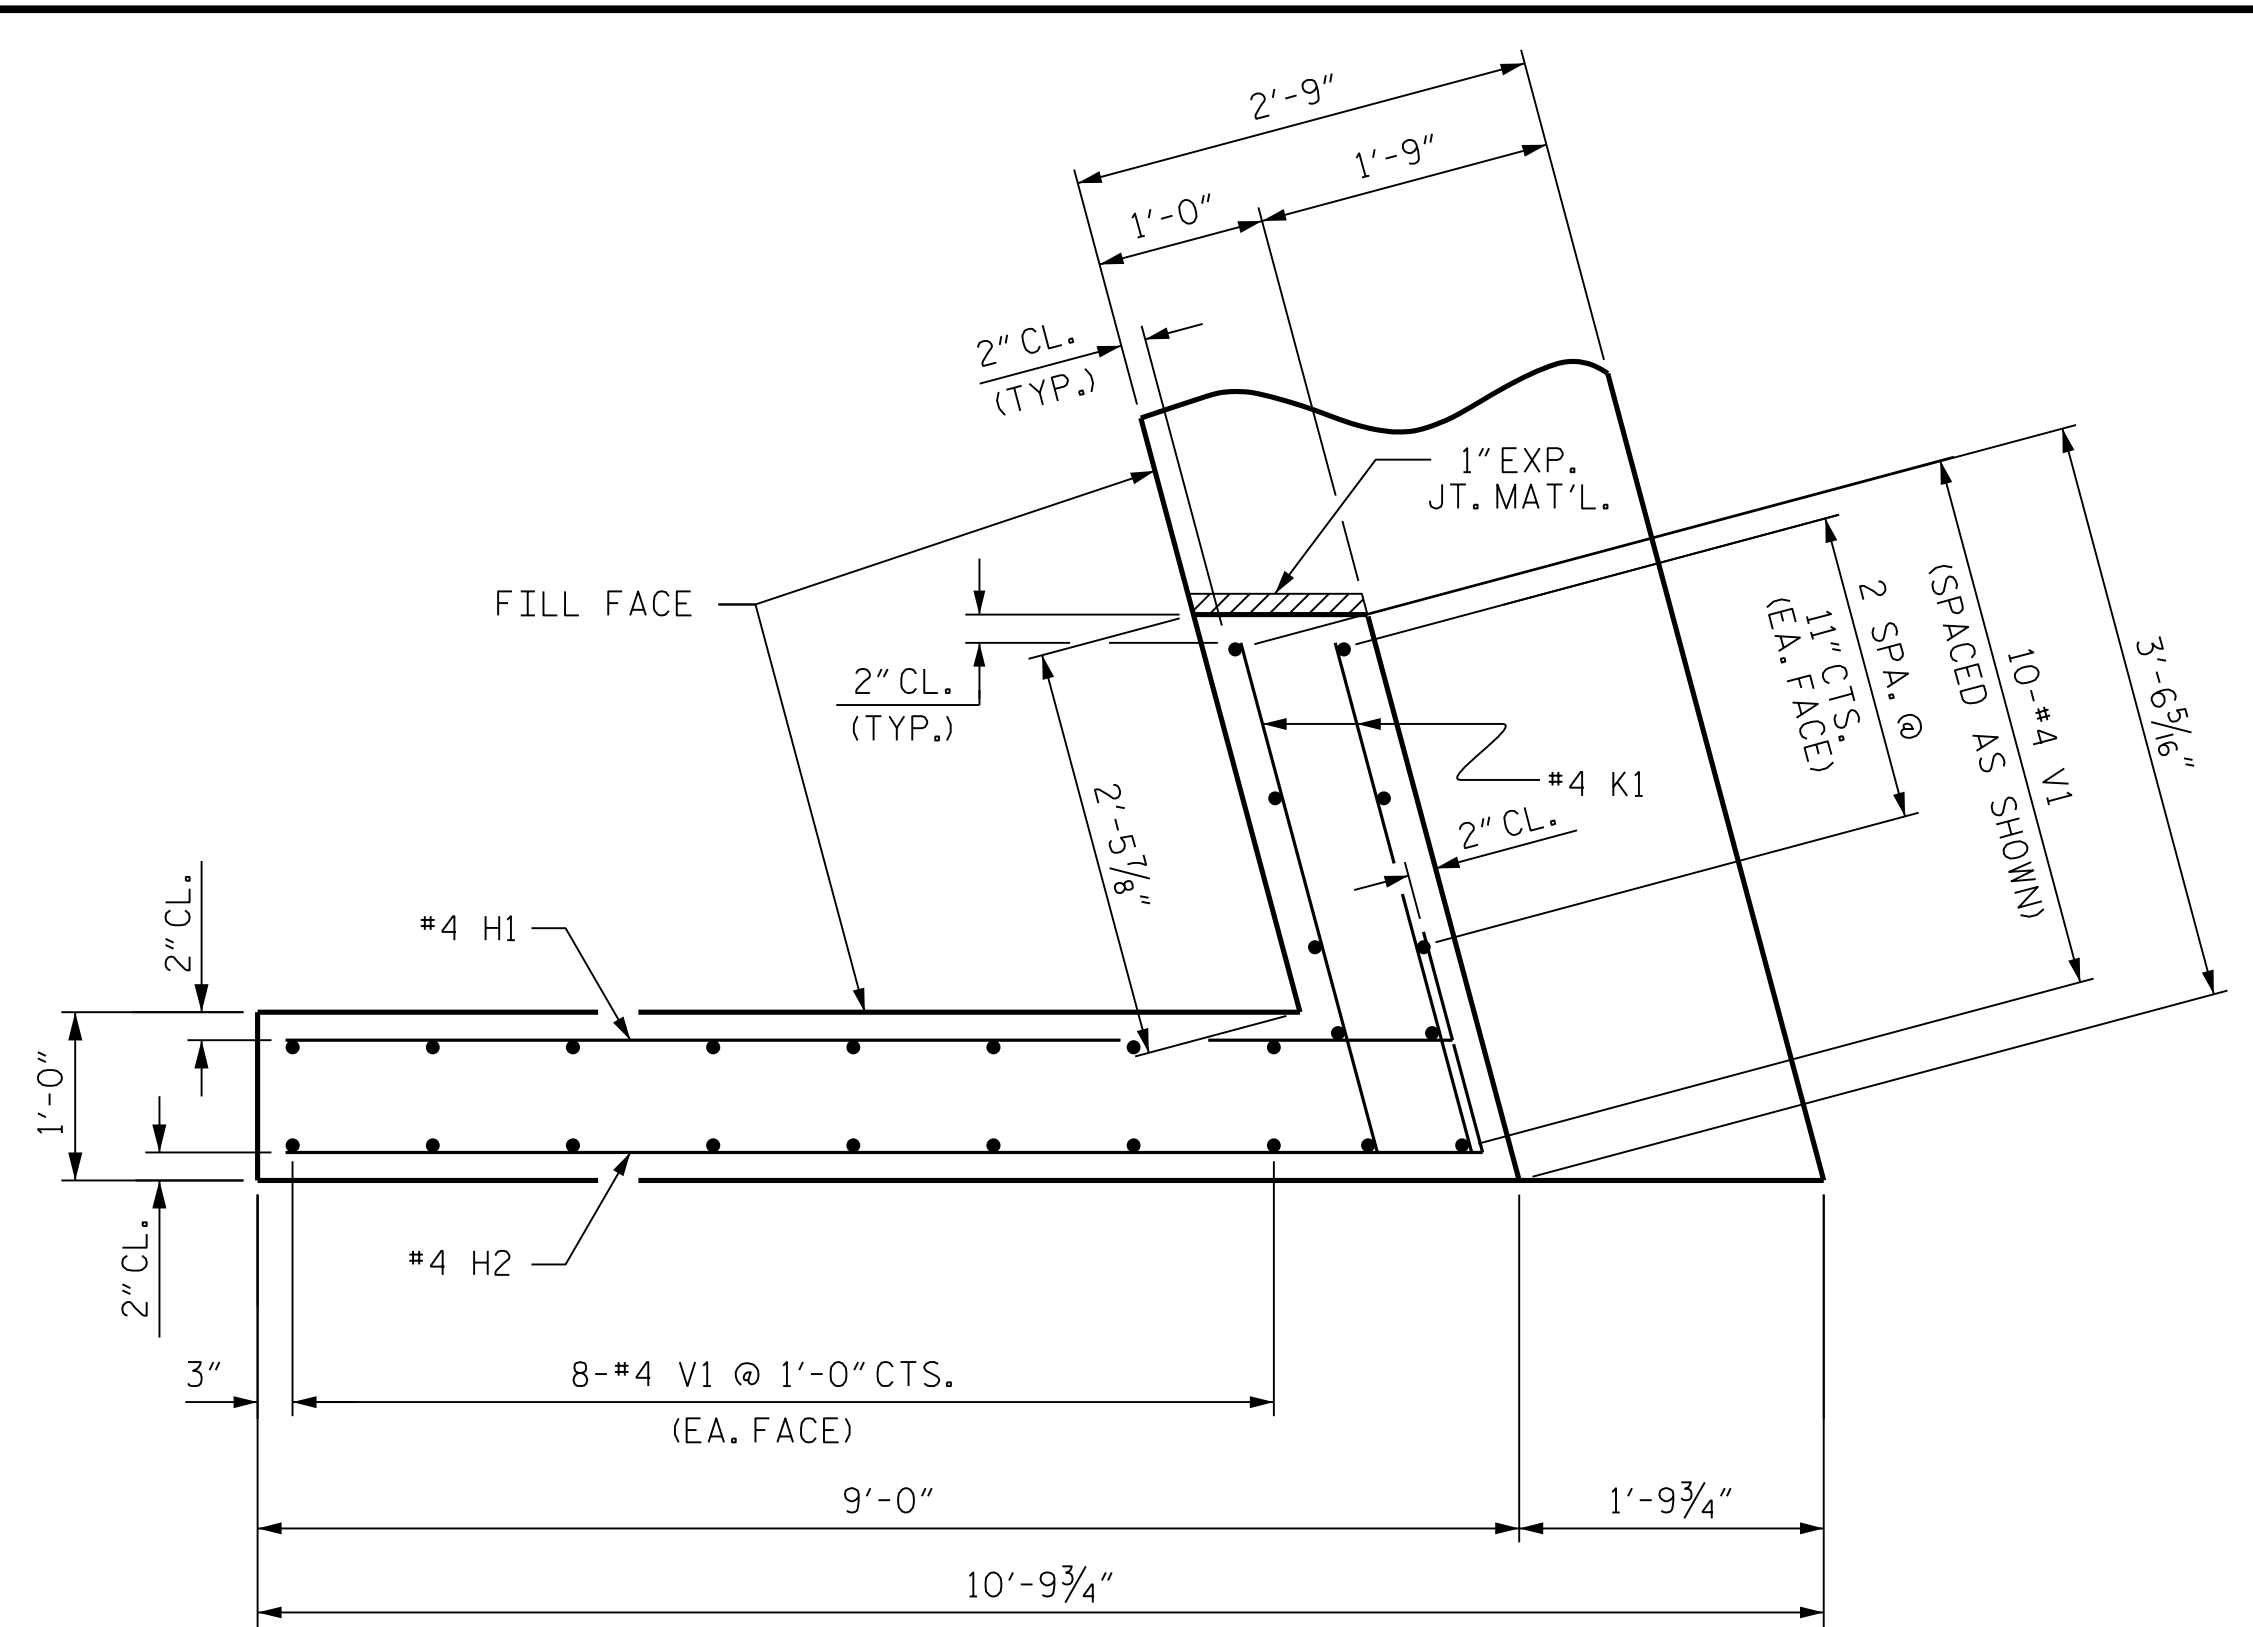 2'-9"
1'-9"
1'-0"
2" CL.
(TYP.)
1" EXP.
JT. MAT'L.
FILL FACE
2" CL.
(TYP.)
2'-5 7/8"
#4 K1
2" CL.
2 SPA. @
11" CTS.
(EA. FACE)
10-#4 V1
(SPACED AS SHOWN)
3'-6 5/16"
2" CL.
#4 H1
1'-0"
2" CL.
#4 H2
3"
8-#4 V1 @ 1'-0" CTS.
(EA. FACE)
9'-0"
1'-9 3/4"
10'-9 3/4"